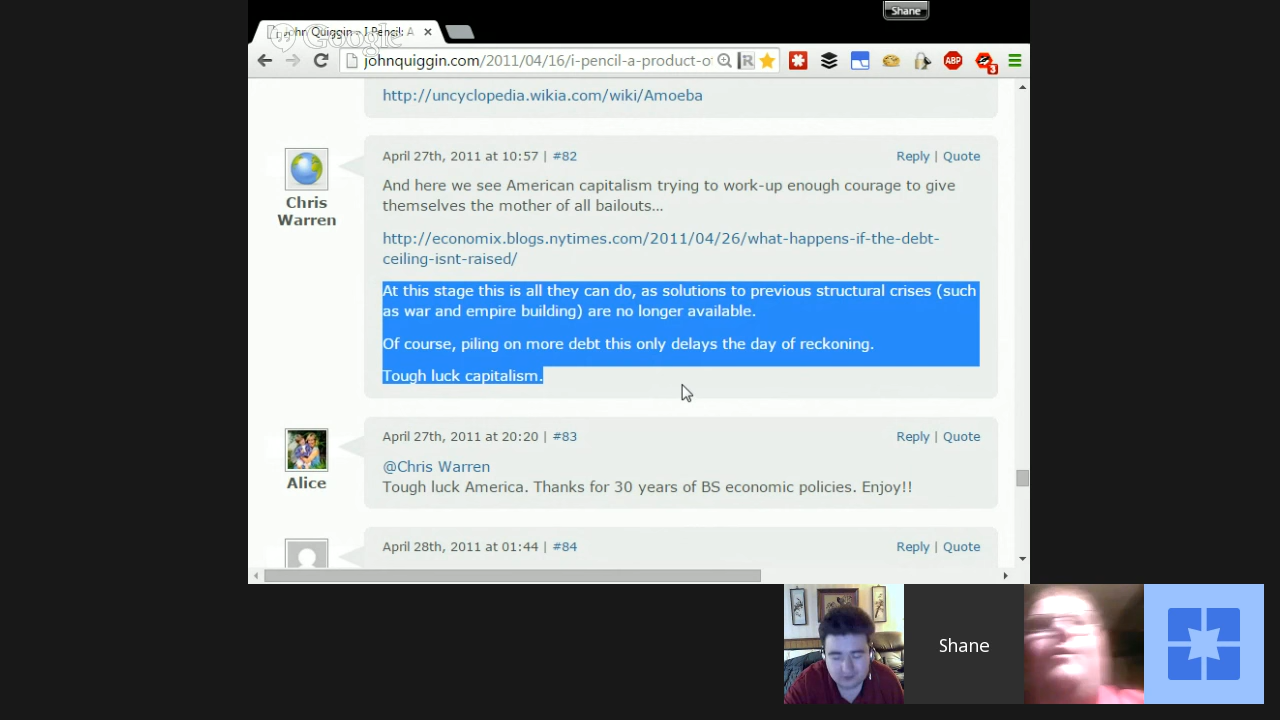 Shane
John Quiggin - I Pencil: A
Google
johnquiggin.com/2011/04/16/i-pencil-a-product-o
ABP
3
http://uncyclopedia.wikia.com/wiki/Amoeba
April 27th, 2011 at 10:57 | #82
Reply | Quote
Chris
Warren
And here we see American capitalism trying to work-up enough courage to give
themselves the mother of all bailouts...
http://economix.blogs.nytimes.com/2011/04/26/what-happens-if-the-debt-
ceiling-isnt-raised/
At this stage this is all they can do, as solutions to previous structural crises (such
as war and empire building) are no longer available.
Of course, piling on more debt this only delays the day of reckoning.
Tough luck capitalism.
April 27th, 2011 at 20:20 | #83
Reply | Quote
Alice
@Chris Warren
Tough luck America. Thanks for 30 years of BS economic policies. Enjoy!!
April 28th, 2011 at 01:44 | #84
Reply | Quote
Shane